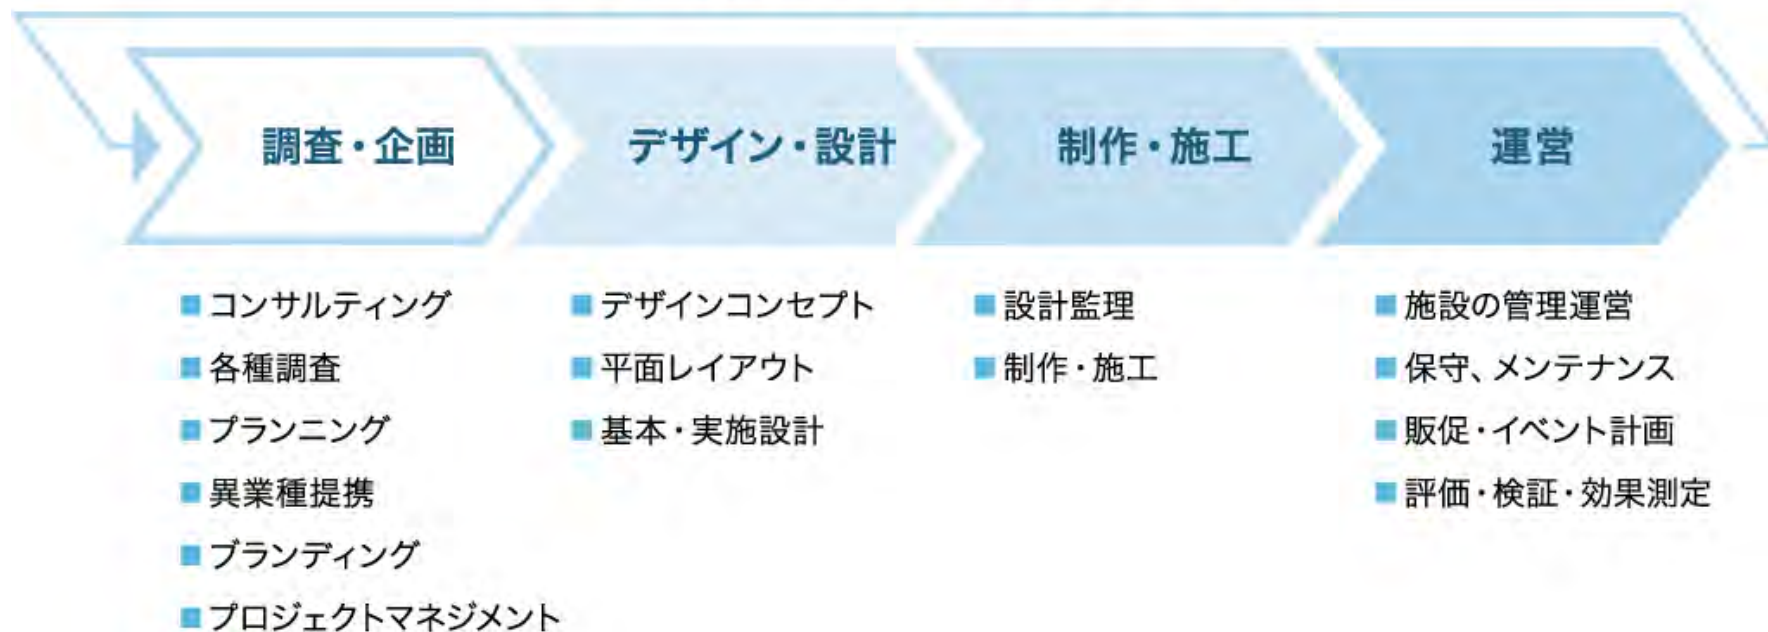 調査・企画
デザイン・設計
制作・施工
運営
コンサルティング
各種調査
プランニング
異業種提携
ブランディング
プロジェクトマネジメント
デザインコンセプト
平面レイアウト
基本・実施設計
設計監理
制作・施工
施設の管理運営
保守、メンテナンス
販促・イベント計画
評価・検証・効果測定